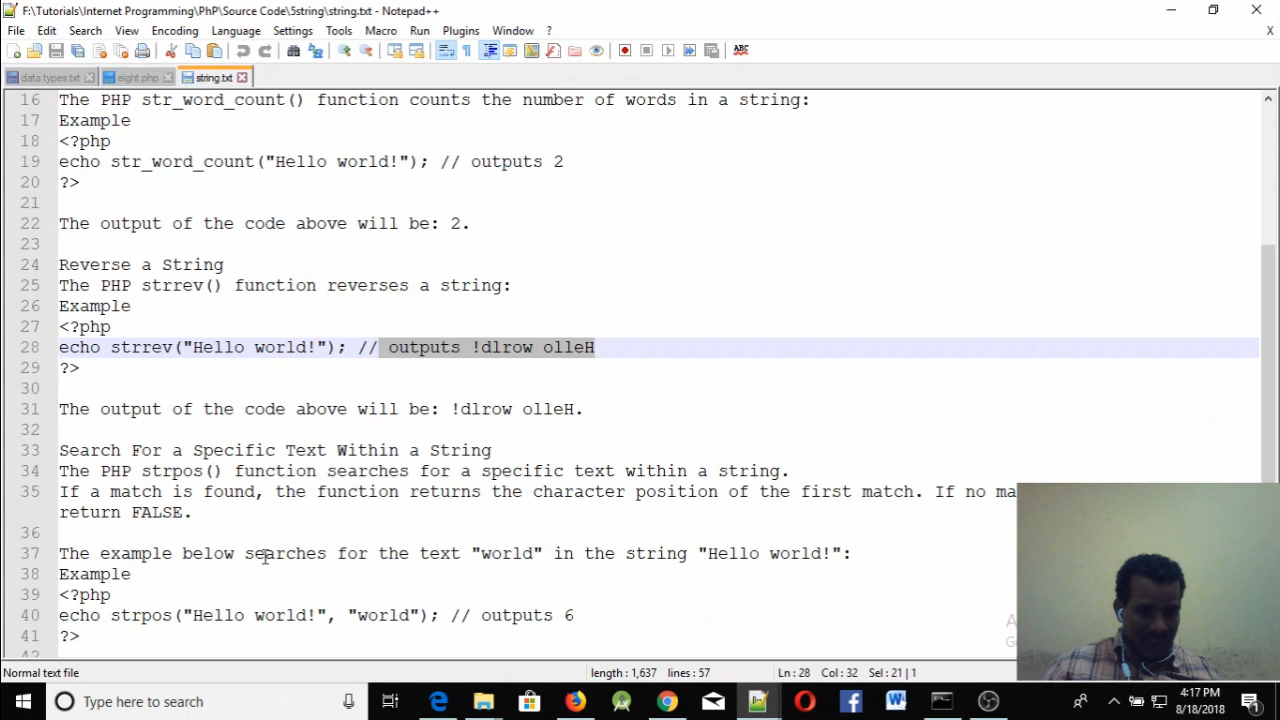 F:\Tutorials\Internet Programming\PhP\Source Code\5string\string.txt - Notepad++
File Edit Search View Encoding Language Settings Tools Macro Run Plugins Window ? X
ABC
data types.txt eight.php string.txt
16 The PHP str_word_count() function counts the number of words in a string:
17 Example
18 <?php
19 echo str_word_count("Hello world!"); // outputs 2
20 ?>
21
22 The output of the code above will be: 2.
23
24 Reverse a String
25 The PHP strrev() function reverses a string:
26 Example
27 <?php
28 echo strrev("Hello world!"); // outputs !dlrow olleH
29 ?>
30
31 The output of the code above will be: !dlrow olleH.
32
33 Search For a Specific Text Within a String
34 The PHP strpos() function searches for a specific text within a string.
35 If a match is found, the function returns the character position of the first match. If no
return FALSE.
36
37 The example below searches for the text "world" in the string "Hello world!":
38 Example
39 <?php
40 echo strpos("Hello world!", "world"); // outputs 6
41 ?>
Normal text file length : 1,637 lines : 57 Ln : 28 Col : 32 Sel : 21 | 1
Type here to search
4:17 PM
8/18/2018